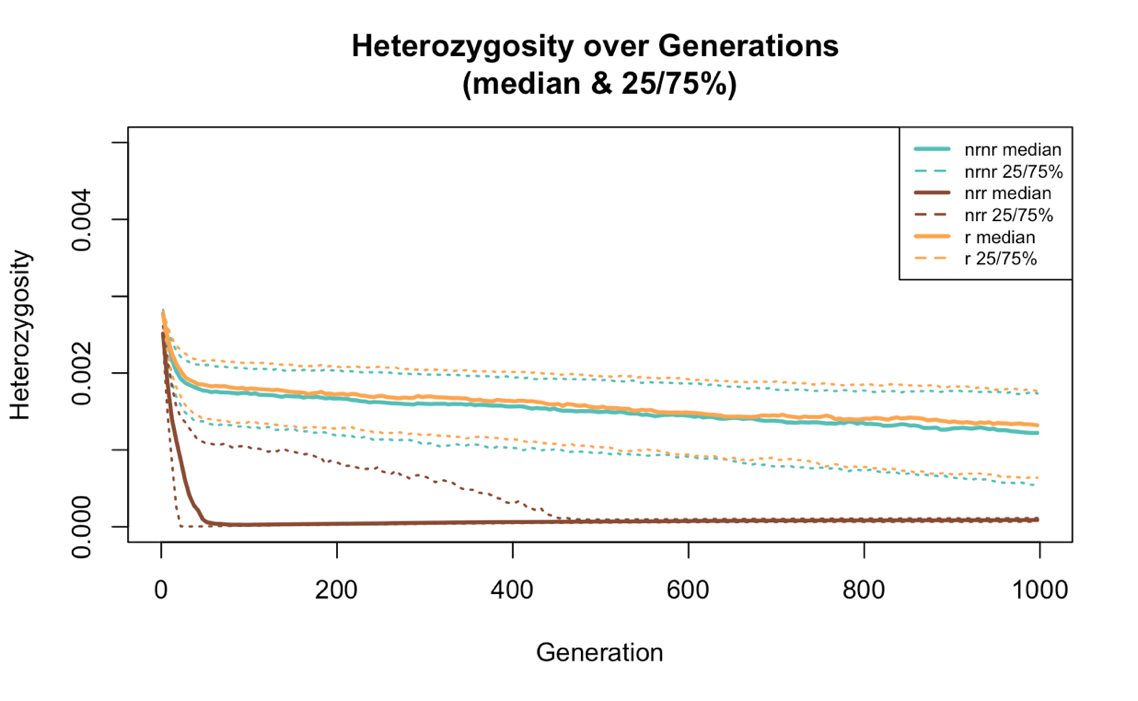 Heterozygosity over Generations
(median & 25/75%)
nrnr median
nrnr 25/75%
nrr median
nrr 25/75%
r median
r 25/75%
Heterozygosity
0.004
0.002
0.000
0 200 400 600 800 1000
Generation